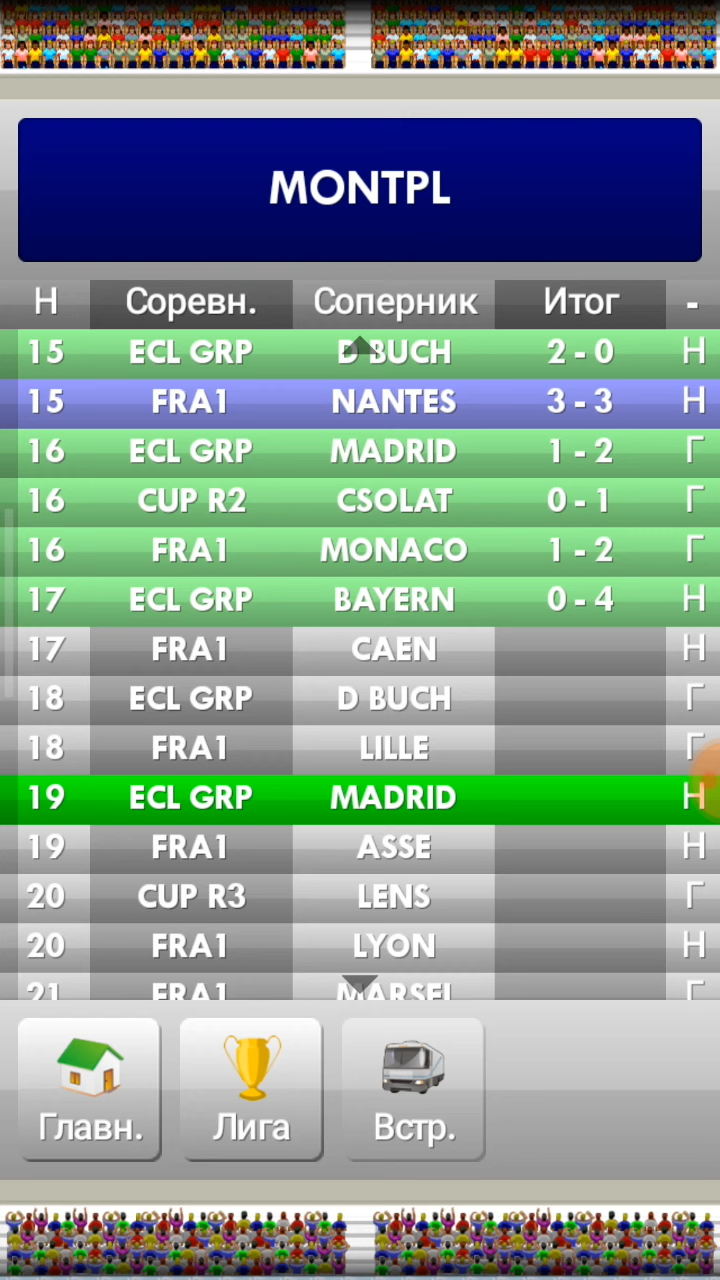 MONTPL
Н Соревн. Соперник Итог -
15 ECL GRP D BUCH 2 - 0 Н
15 FRA1 NANTES 3 - 3 Н
16 ECL GRP MADRID 1 - 2 Г
16 CUP R2 CSOLAT 0 - 1 Г
16 FRA1 MONACO 1 - 2 Г
17 ECL GRP BAYERN 0 - 4 Н
17 FRA1 CAEN Н
18 ECL GRP D BUCH Г
18 FRA1 LILLE Г
19 ECL GRP MADRID Н
19 FRA1 ASSE Н
20 CUP R3 LENS Г
20 FRA1 LYON Н
21 FRA1 MARSEL Г
Главн. Лига Встр.